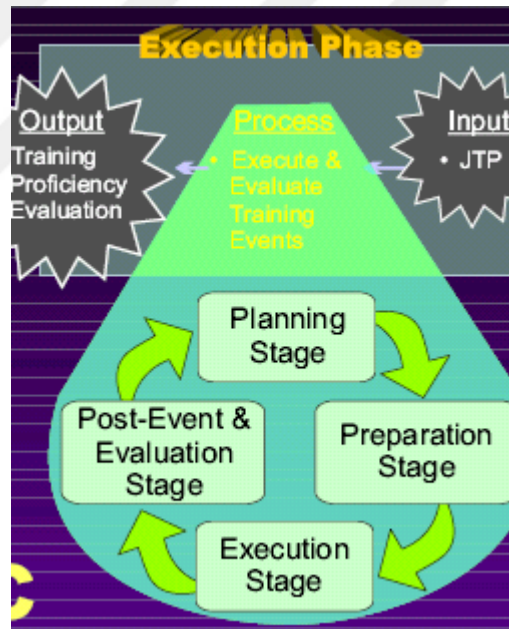 Execution Phase
Output
Training
Proficiency
Evaluation
Process
• Execute &
Evaluate
Training
Events
Input
• JTP
Planning
Stage
Preparation
Stage
Execution
Stage
Post-Event &
Evaluation
Stage
C